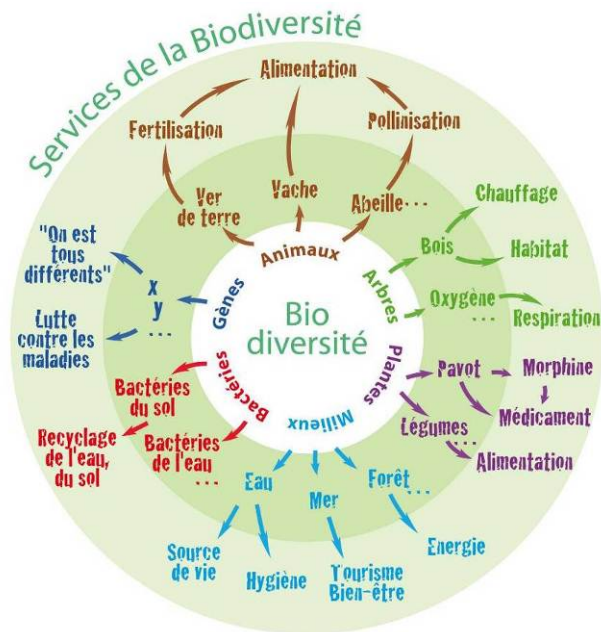 Services de la Biodiversité
Alimentation
Fertilisation
Pollinisation
Ver
de terre
Vache
Abeille...
Chauffage
Bois
Habitat
Oxygène
...
Respiration
"On est
tous
différents"
x
y
...
Lutte
contre les
maladies
Gènes
Animaux
Arbres
Bio
diversité
Bactéries
Milieux
Plantes
Pavot
Morphine
Médicament
Légumes
...
Alimentation
Bactéries
du sol
Recyclage
de l'eau,
du sol
Bactéries
de l'eau
...
Eau
Mer
Forêt
...
Source
de vie
Hygiène
Tourisme
Bien-être
Energie